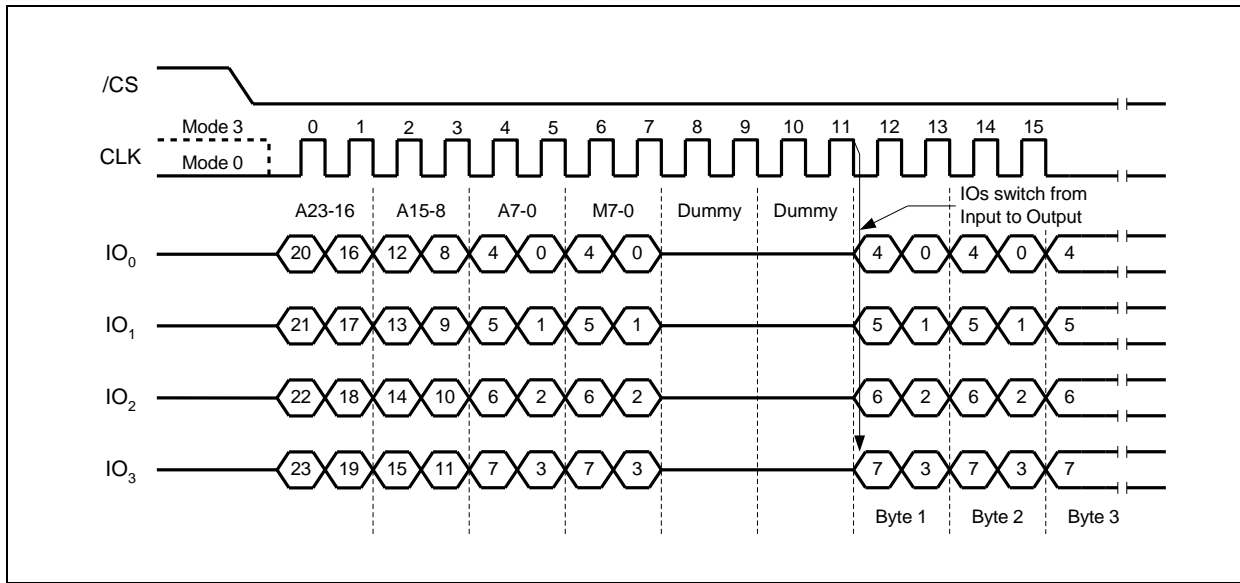 /CS
Mode 3 0 1 2 3 4 5 6 7 8 9 10 11 12 13 14 15
CLK
Mode 0
IOs switch from
Input to Output
A23-16 A15-8 A7-0 M7-0 Dummy Dummy
IO0 20 16 12 8 4 0 4 0 4 0 4 0 4
IO1 21 17 13 9 5 1 5 1 5 1 5 1 5
IO2 22 18 14 10 6 2 6 2 6 2 6 2 6
IO3 23 19 15 11 7 3 7 3 7 3 7 3 7
Byte 1 Byte 2 Byte 3